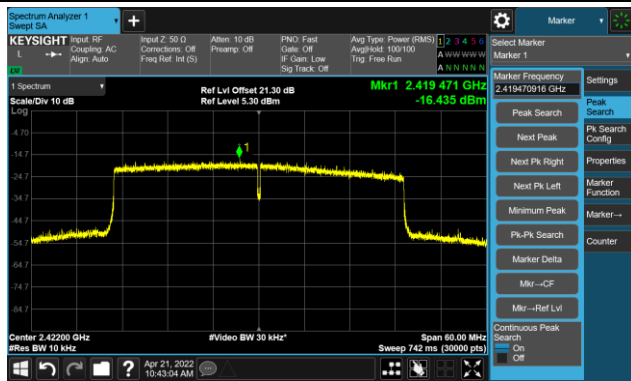 Spectrum Analyzer 1
Swept SA
Marker
KEYSIGHT Input: RF Input Z: 50 Ω Atten: 10 dB PNO: Fast Avg Type: Power (RMS) 1 2 3 4 5 6
L Coupling: AC Corrections: Off Preamp: Off Gate: Off Avg|Hold: 100/100 A W W W W W
Align: Auto Freq Ref: Int (S) IF Gain: Low Trig: Free Run
Sig Track: Off A N N N N N
Select Marker
Marker 1
1 Spectrum
Ref Lvl Offset 21.30 dB
Mkr1 2.419 471 GHz
Scale/Div 10 dB
Ref Level 5.30 dBm
-16.435 dBm
Log
1
-4.70
-14.7
-24.7
-34.7
-44.7
-54.7
-64.7
-74.7
-84.7
Center 2.42200 GHz
#Video BW 30 kHz*
Span 60.00 MHz
#Res BW 10 kHz
Sweep 742 ms (30000 pts)
Marker Frequency
2.419470916 GHz
Peak Search
Next Peak
Next Pk Right
Next Pk Left
Minimum Peak
Pk-Pk Search
Marker Delta
Mkr→CF
Mkr→Ref Lvl
Continuous Peak
Search
On
Off
Settings
Peak
Search
Pk Search
Config
Properties
Marker
Function
Marker→
Counter
?
Apr 21, 2022
10:43:04 AM